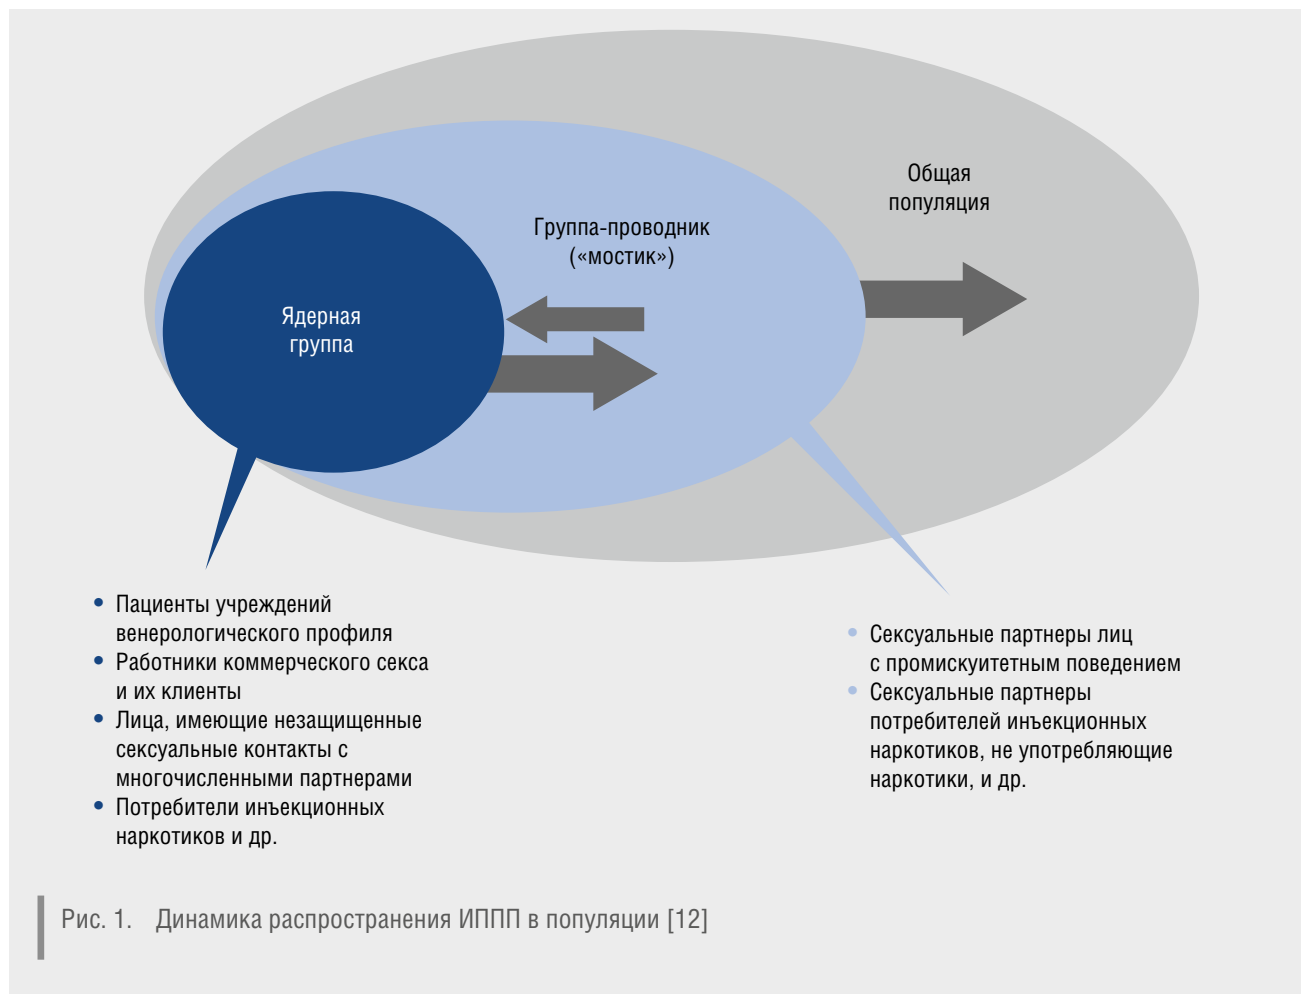 Общая
популяция
Группа-проводник
(«мостик»)
Ядерная
группа
• Пациенты учреждений
венерологического профиля
• Работники коммерческого секса
и их клиенты
• Лица, имеющие незащищенные
сексуальные контакты с
многочисленными партнерами
• Потребители инъекционных
наркотиков и др.
• Сексуальные партнеры лиц
с промискуитетным поведением
• Сексуальные партнеры
потребителей инъекционных
наркотиков, не употребляющие
наркотики, и др.
Рис. 1. Динамика распространения ИППП в популяции [12]